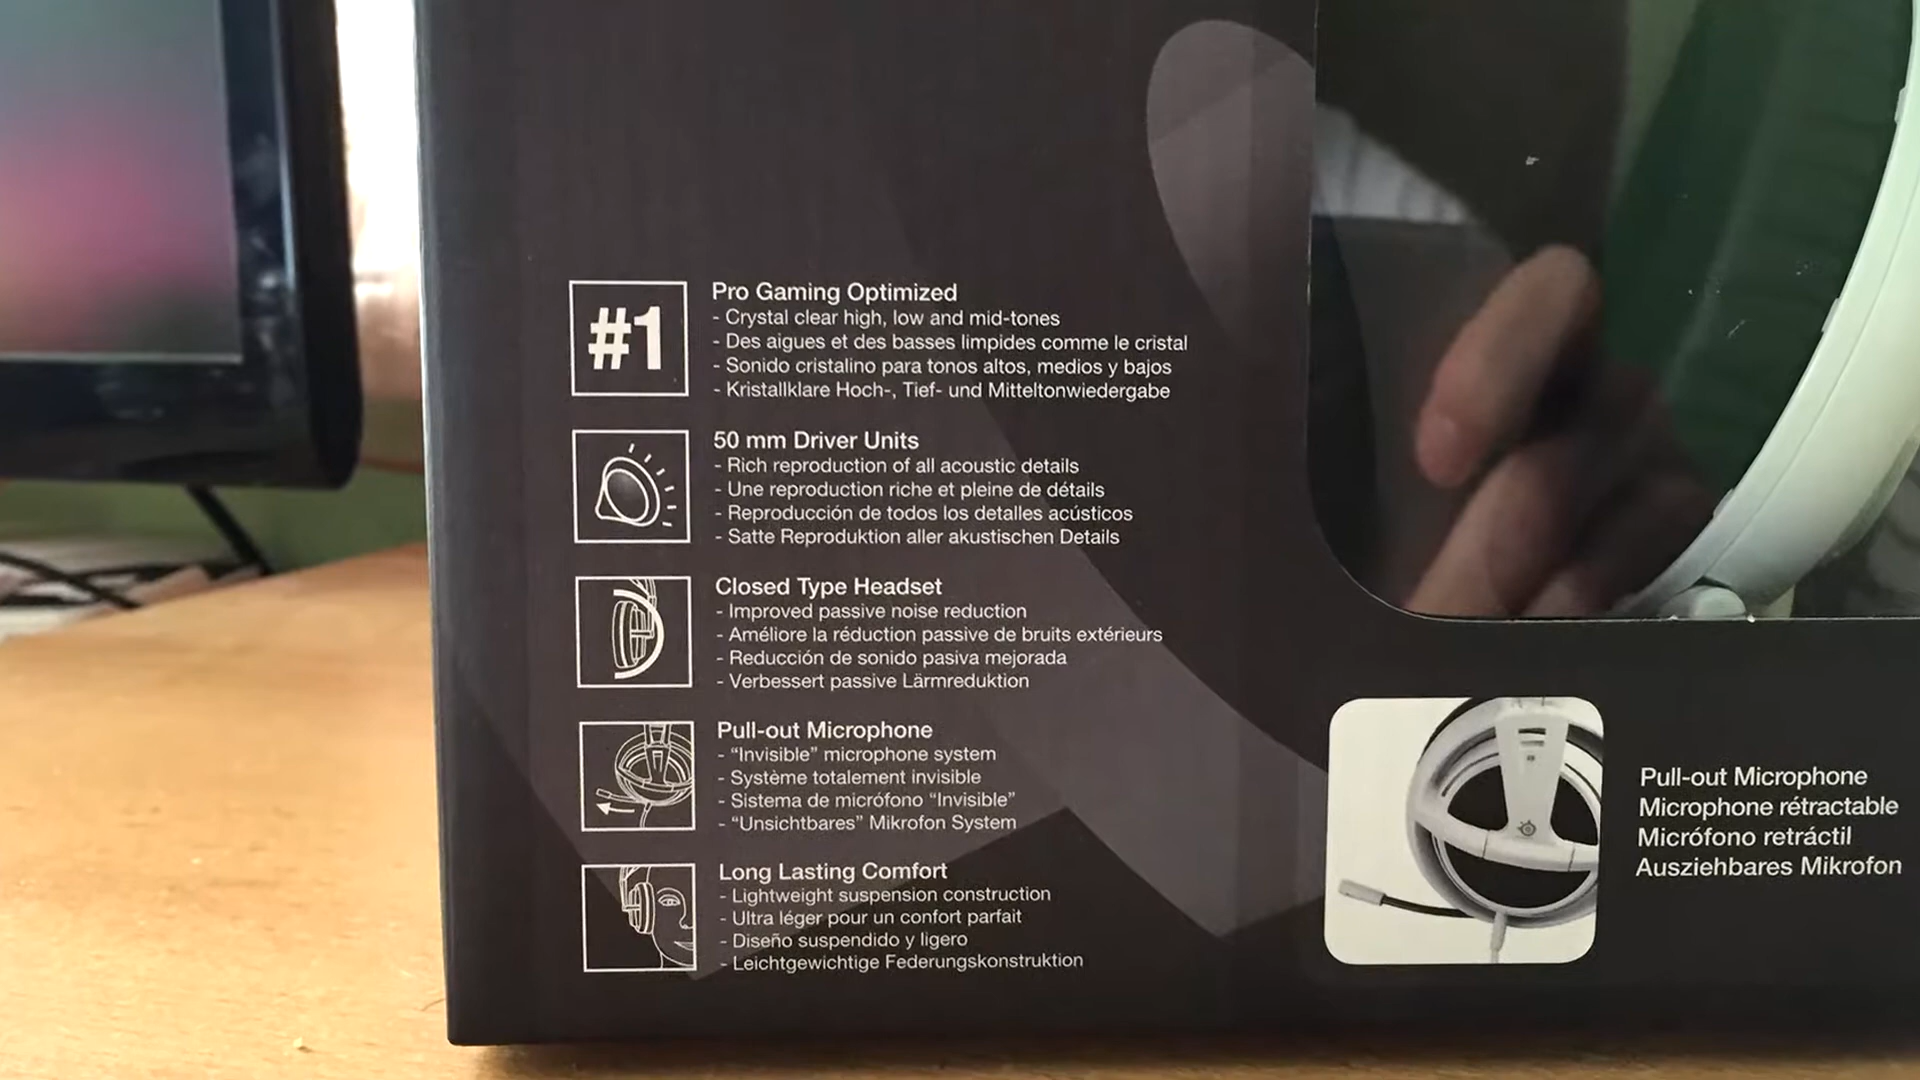 #1
Pro Gaming Optimized
- Crystal clear high, low and mid-tones
- Des aigues et des basses limpides comme le cristal
- Sonido cristalino para tonos altos, medios y bajos
- Kristallklare Hoch-, Tief- und Mitteltonwiedergabe
50 mm Driver Units
- Rich reproduction of all acoustic details
- Une reproduction riche et pleine de détails
- Reproducción de todos los detalles acústicos
- Satte Reproduktion aller akustischen Details
Closed Type Headset
- Improved passive noise reduction
- Améliore la réduction passive de bruits extérieurs
- Reducción de sonido pasiva mejorada
- Verbessert passive Lärmreduktion
Pull-out Microphone
- “Invisible” microphone system
- Système totalement invisible
- Sistema de micrófono “Invisible”
- “Unsichtbares” Mikrofon System
Long Lasting Comfort
- Lightweight suspension construction
- Ultra léger pour un confort parfait
- Diseño suspendido y ligero
- Leichtgewichtige Federungskonstruktion
Pull-out Microphone
Microphone rétractable
Micrófono retráctil
Ausziehbares Mikrofon